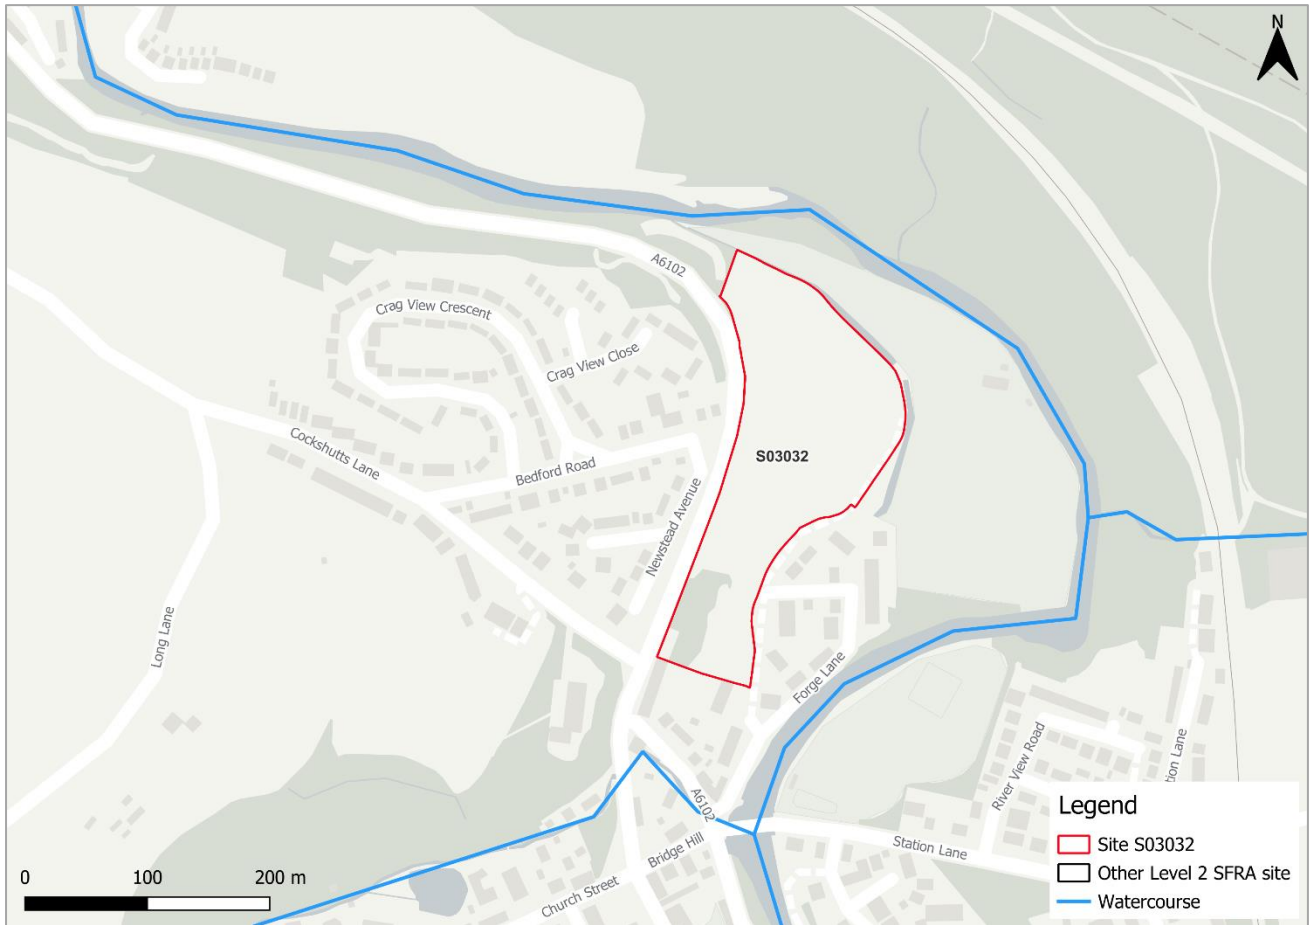 N
A6102
Crag View Crescent
Crag View Close
Cockshutts Lane
S03032
Bedford Road
Newstead Avenue
Long Lane
Forge Lane
River View Road
tion Lane
A6102
Bridge Hill
Station Lane
Church Street
0 100 200 m
Legend
Site S03032
Other Level 2 SFRA site
Watercourse